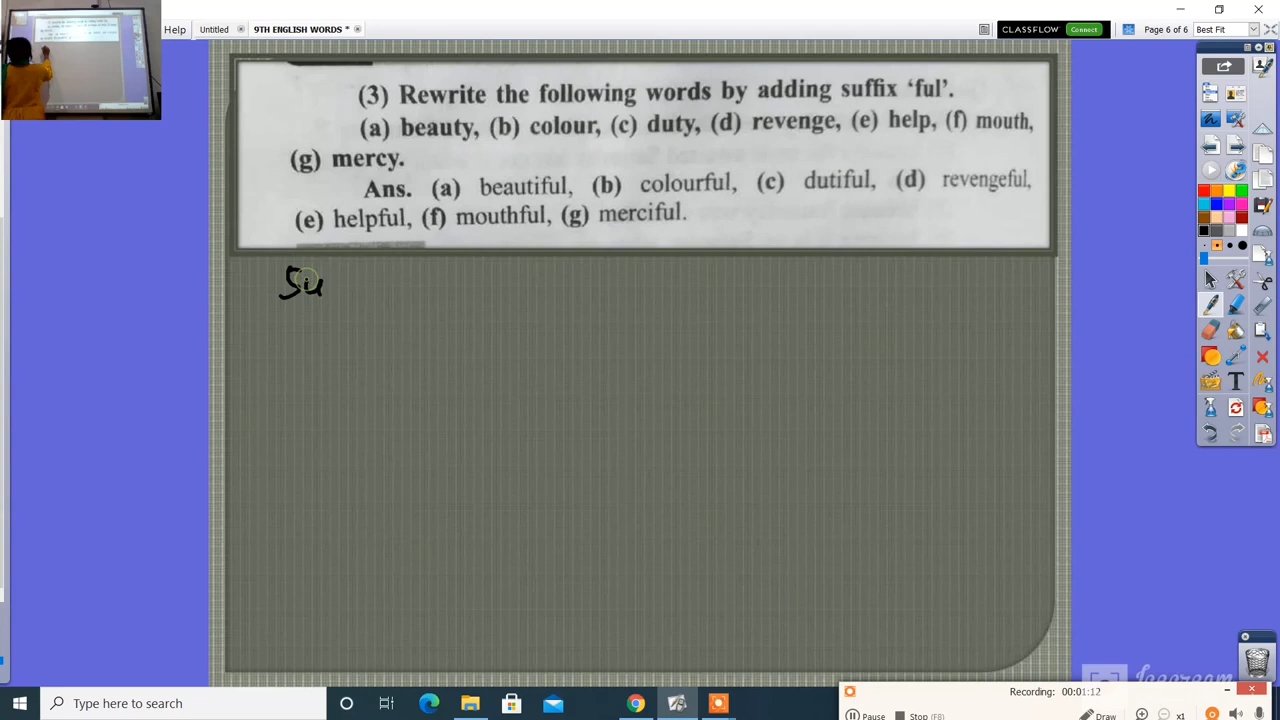 Help Untitled 9TH ENGLISH WORDS * CLASSFLOW Connect Page 6 of 6 Best Fit
(3) Rewrite the following words by adding suffix ‘ful’.
(a) beauty, (b) colour, (c) duty, (d) revenge, (e) help, (f) mouth,
(g) mercy.
Ans. (a) beautiful, (b) colourful, (c) dutiful, (d) revengeful,
(e) helpful, (f) mouthful, (g) merciful.
Su
Icecream
Recording: 00:01:12
Type here to search
Pause Stop (F8) Draw x1